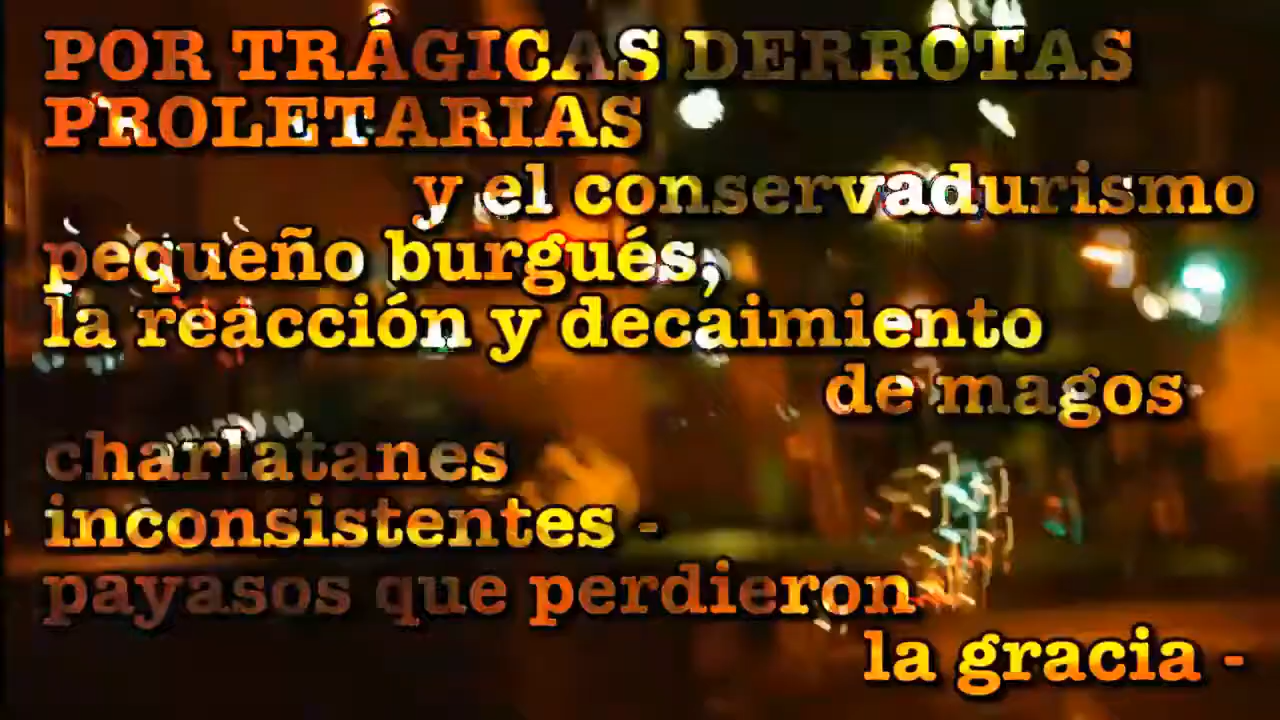 POR TRÁGICAS DERROTAS
PROLETARIAS
y el conservadurismo
pequeño burgués,
la reacción y decaimiento
de magos
charlatanes
inconsistentes -
payasos que perdieron
la gracia -